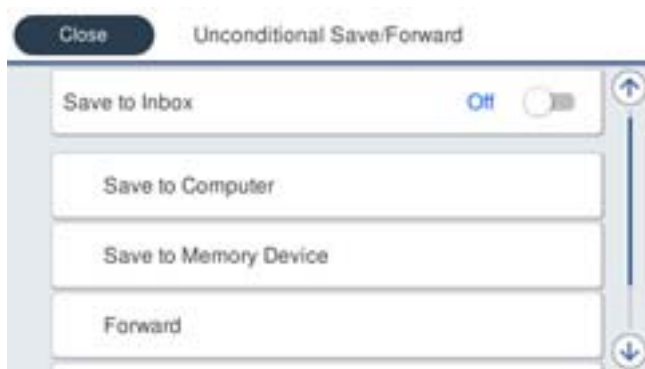 Close Unconditional Save/Forward
Save to Inbox Off
Save to Computer
Save to Memory Device
Forward